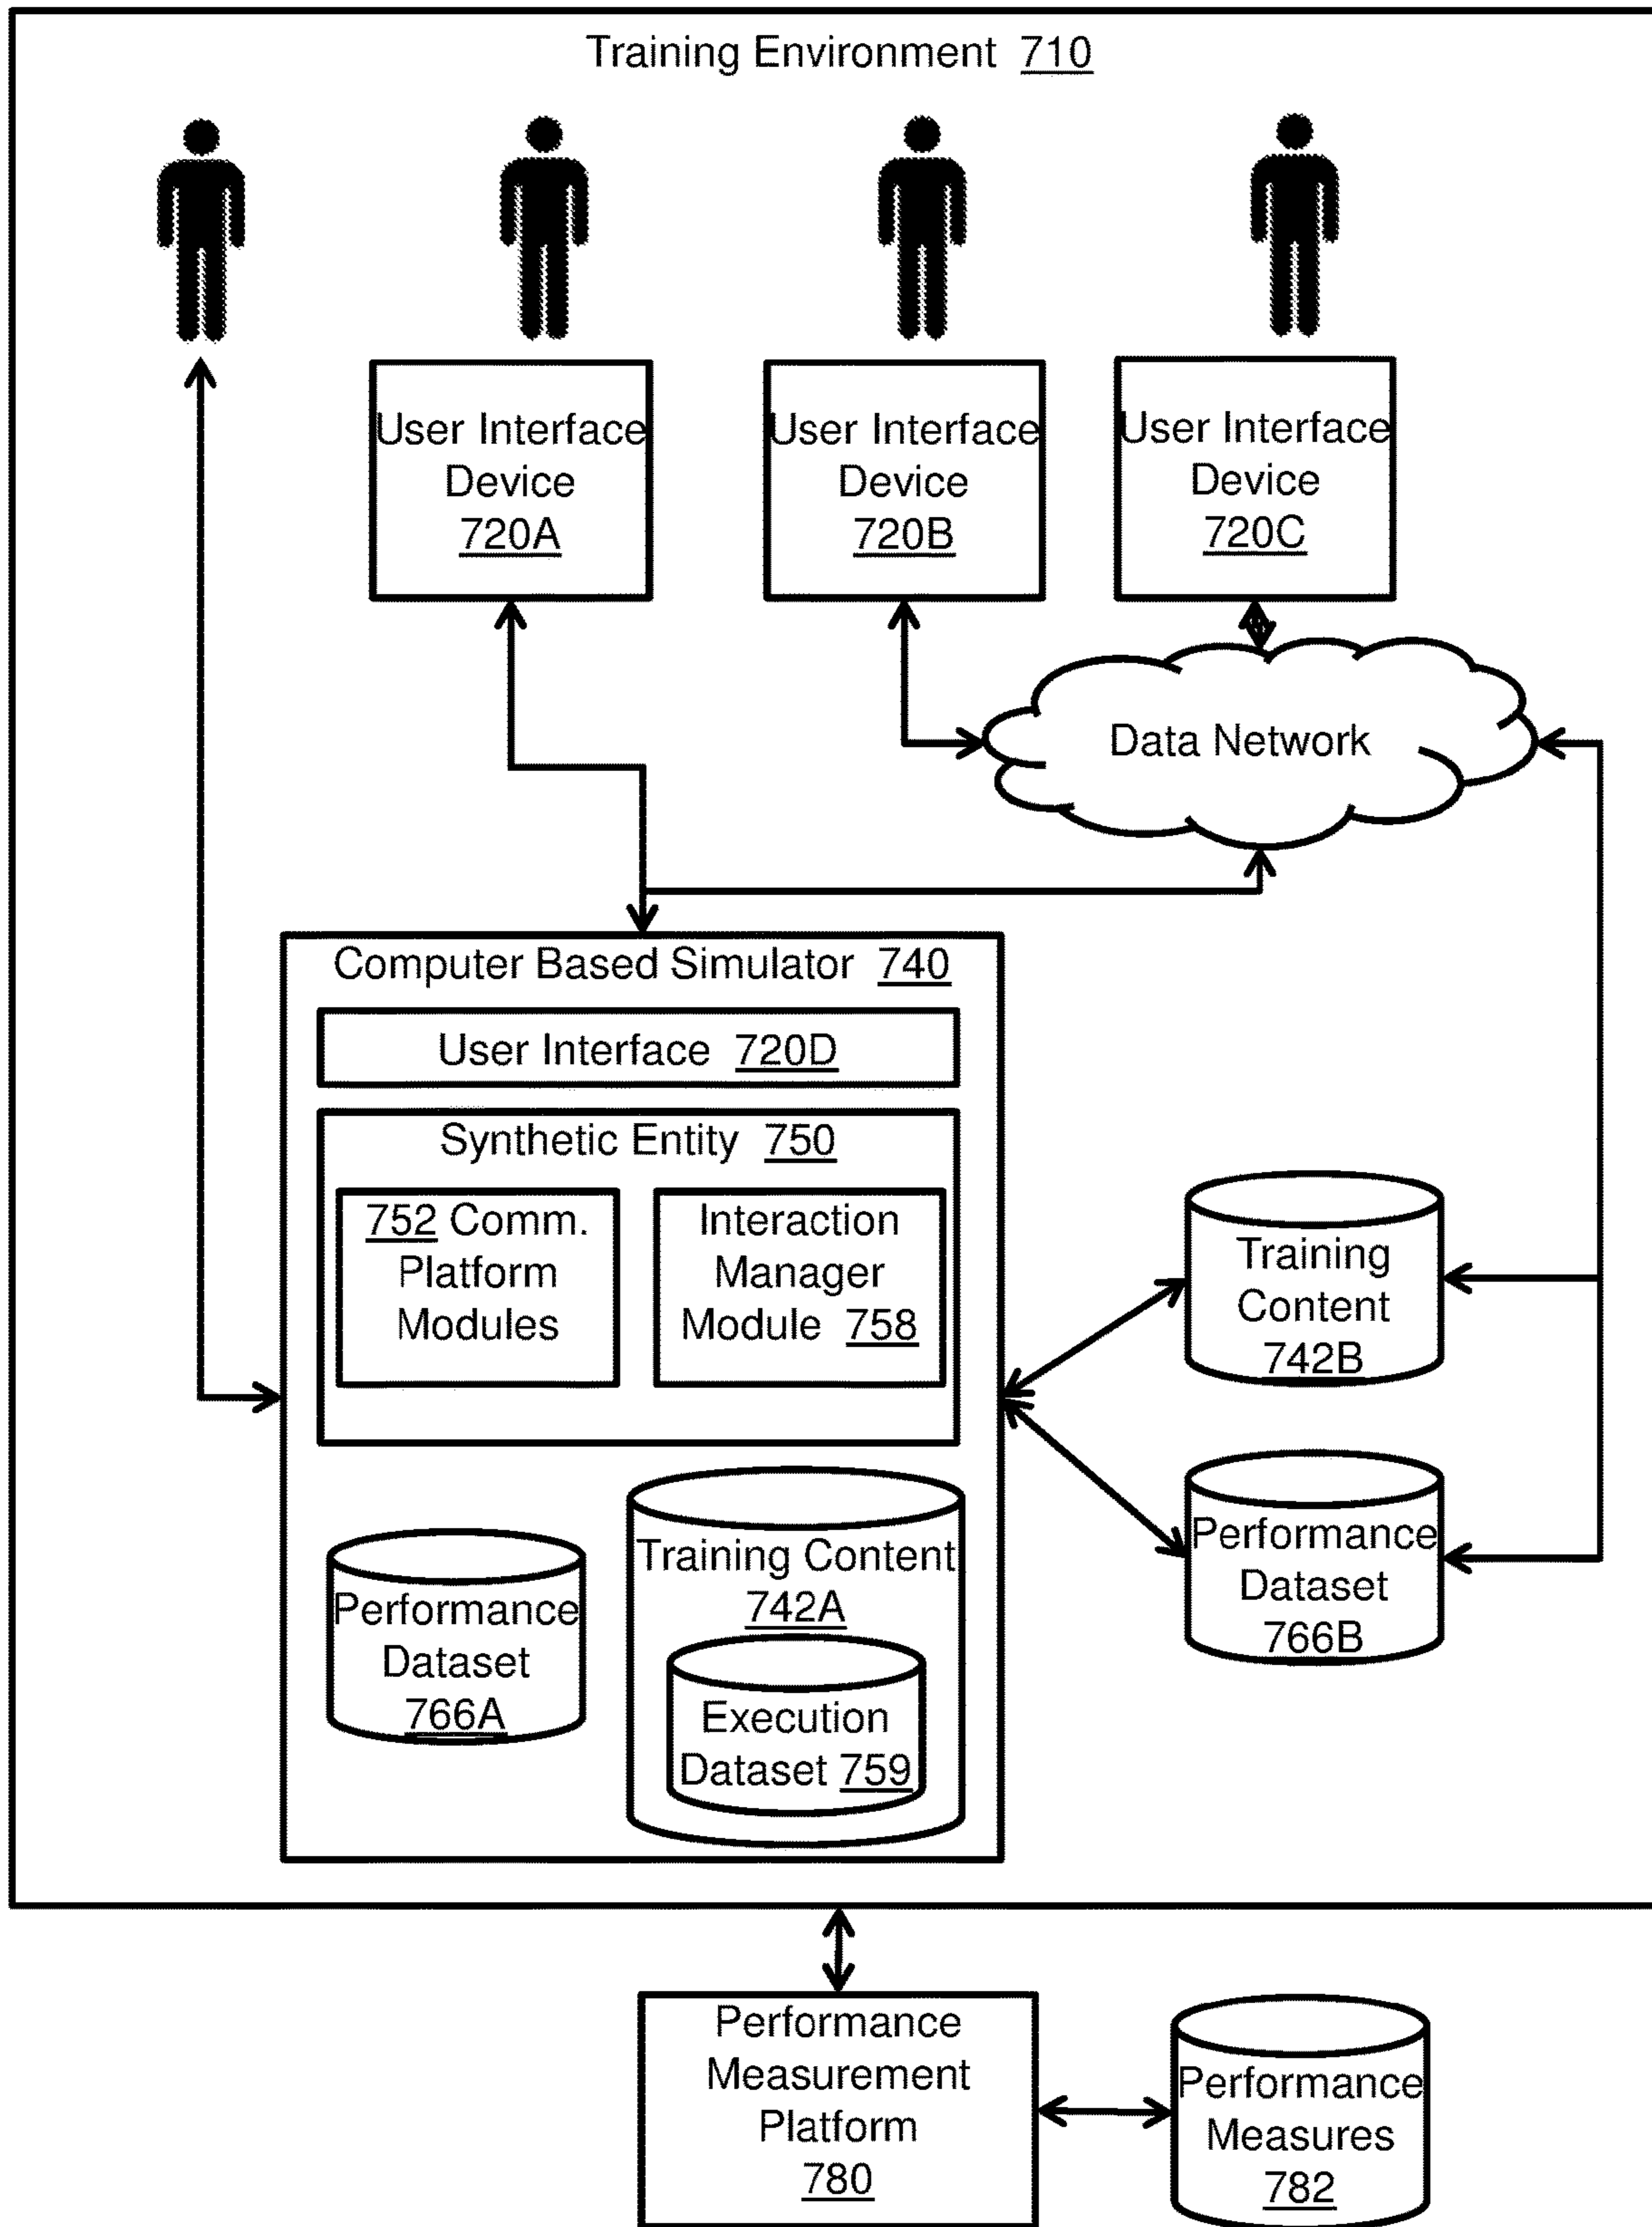 Training Environment 710
User Interface
Device
720A
User Interface
Device
720B
User Interface
Device
720C
Data Network
Computer Based Simulator 740
User Interface 720D
Synthetic Entity 750
752 Comm.
Platform
Modules
Interaction
Manager
Module 758
Training
Content
742B
Performance
Dataset
766B
Training Content
742A
Performance
Dataset
766A
Execution
Dataset 759
Performance
Measurement
Platform
780
Performance
Measures
782